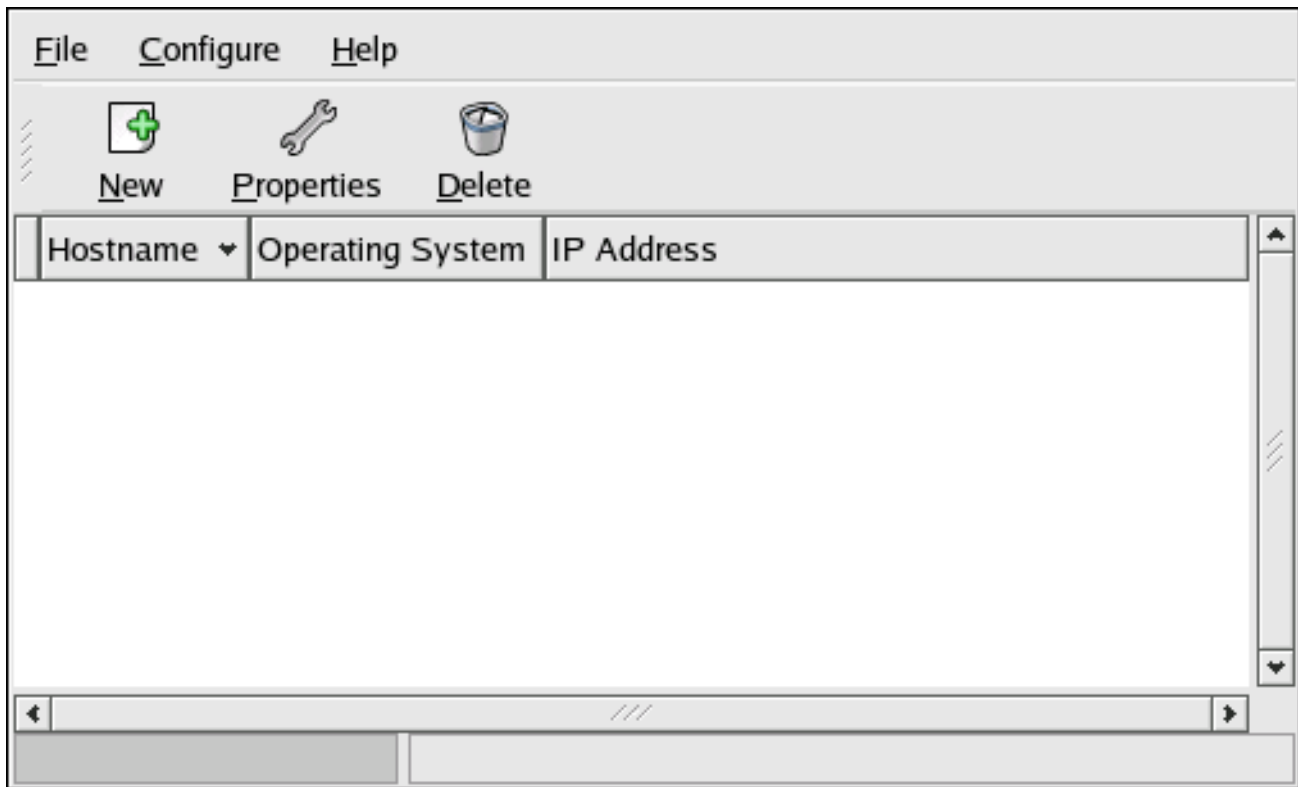 File Configure Help
New Properties Delete
Hostname Operating System IP Address